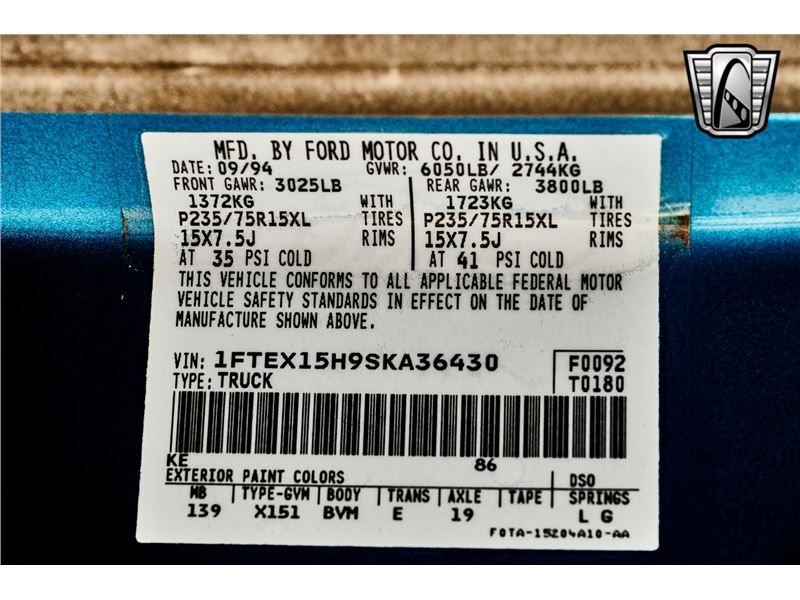 MFD. BY FORD MOTOR CO. IN U.S.A.
DATE: 09/94 GVWR: 6050LB/ 2744KG
FRONT GAWR: 3025LB REAR GAWR: 3800LB
1372KG WITH 1723KG WITH
P235/75R15XL TIRES P235/75R15XL TIRES
15X7.5J RIMS 15X7.5J RIMS
AT 35 PSI COLD AT 41 PSI COLD
THIS VEHICLE CONFORMS TO ALL APPLICABLE FEDERAL MOTOR
VEHICLE SAFETY STANDARDS IN EFFECT ON THE DATE OF
MANUFACTURE SHOWN ABOVE.
VIN: 1FTEX15H9SKA36430 F0092
TYPE: TRUCK T0180
KE 86
EXTERIOR PAINT COLORS DSO
WB TYPE-GVW BODY TRANS AXLE TAPE SPRINGS
139 X151 BVM E 19 L G
F0TA-15204A10-AA